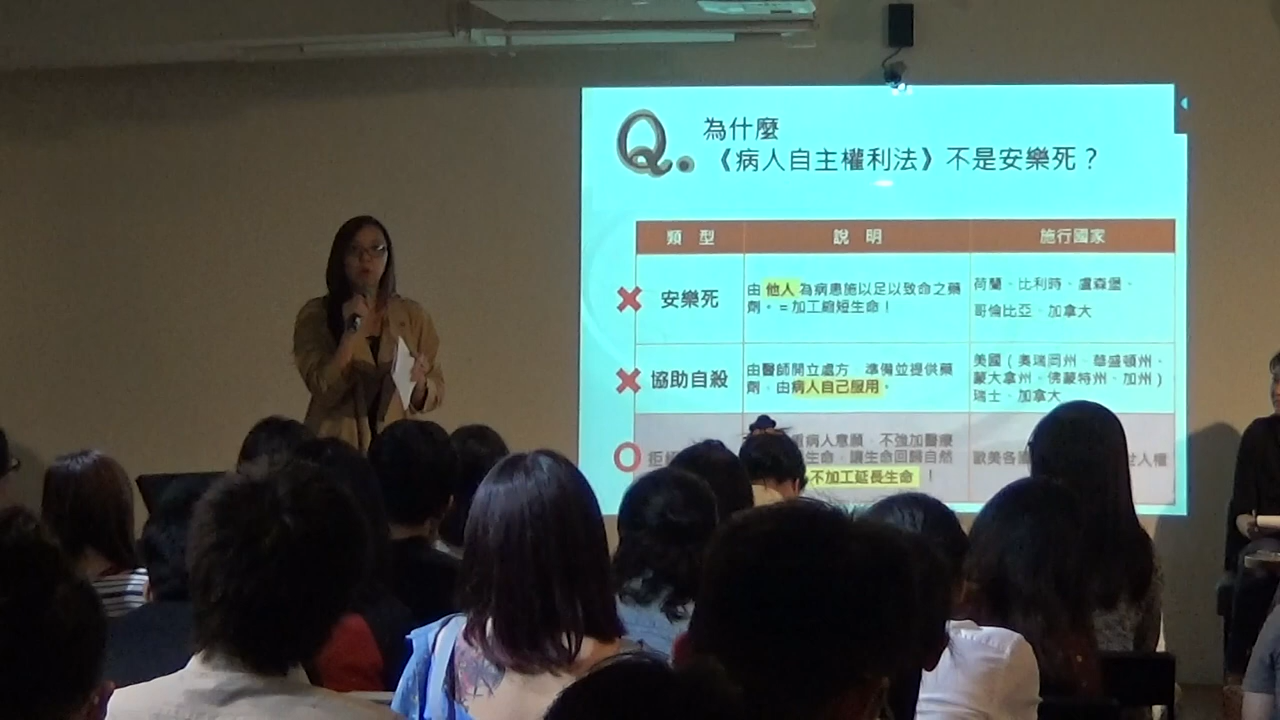 Q.
為什麼
《病人自主權利法》不是安樂死？
類 型 說 明 施行國家
安樂死
由他人為病患施以足以致命之藥
劑。=加工縮短生命！
荷蘭、比利時、盧森堡、
哥倫比亞、加拿大
協助自殺
由醫師開立處方、準備並提供藥
劑，由病人自己服用。
美國（奧瑞岡州、華盛頓州、
蒙大拿州、佛蒙特州、加州）
瑞士、加拿大
拒
病人意願，不強加醫療
生命，讓生命回歸自然
不加工延長生命！
歐美各 人權